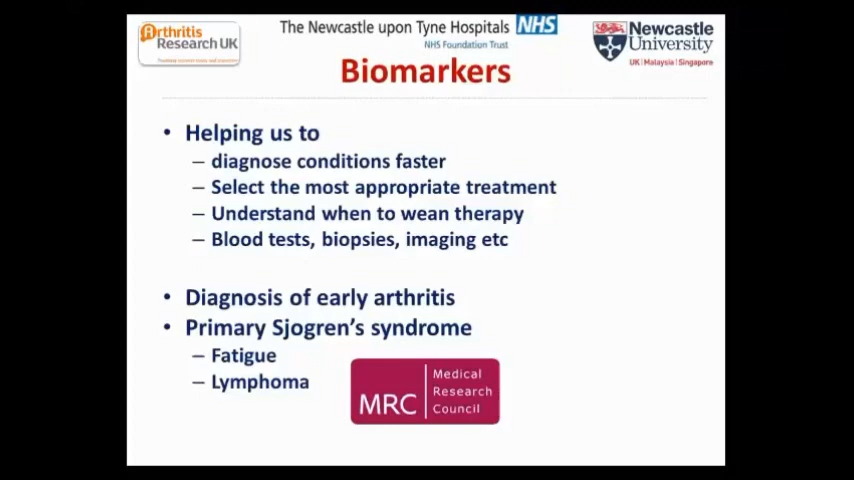 Arthritis
Research UK
The Newcastle upon Tyne Hospitals NHS
NHS Foundation Trust
Newcastle
University
UK | Malaysia | Singapore
Biomarkers
• Helping us to
– diagnose conditions faster
– Select the most appropriate treatment
– Understand when to wean therapy
– Blood tests, biopsies, imaging etc
• Diagnosis of early arthritis
• Primary Sjogren's syndrome
– Fatigue
– Lymphoma
MRC
Medical
Research
Council